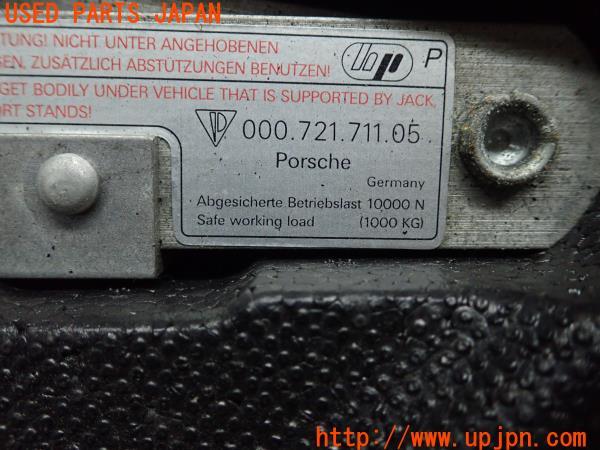 USED PARTS JAPAN
TUNG! NICHT UNTER ANGEHOBENEN
EN. ZUSÄTZLICH ABSTÜTZUNGEN BENUTZEN!
P
GET BODILY UNDER VEHICLE THAT IS SUPPORTED BY JACK,
ORT STANDS!
000.721.711.05
Porsche
Germany
Abgesicherte Betriebslast 10000 N
Safe working load (1000 KG)
http://www.upjpn.com